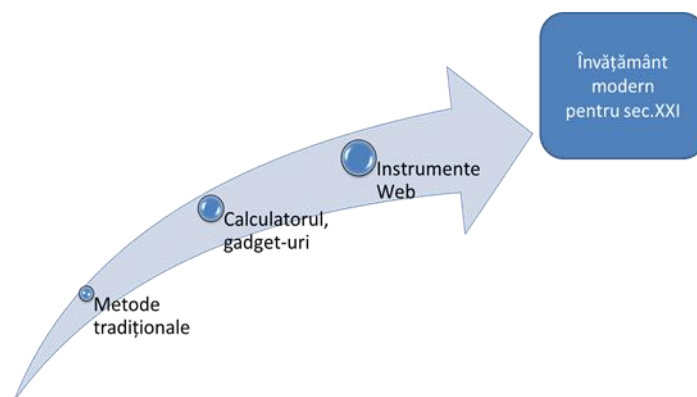 Învățământ
modern
pentru sec.XXI
Instrumente
Web
Calculatorul,
gadget-uri
Metode
tradiționale